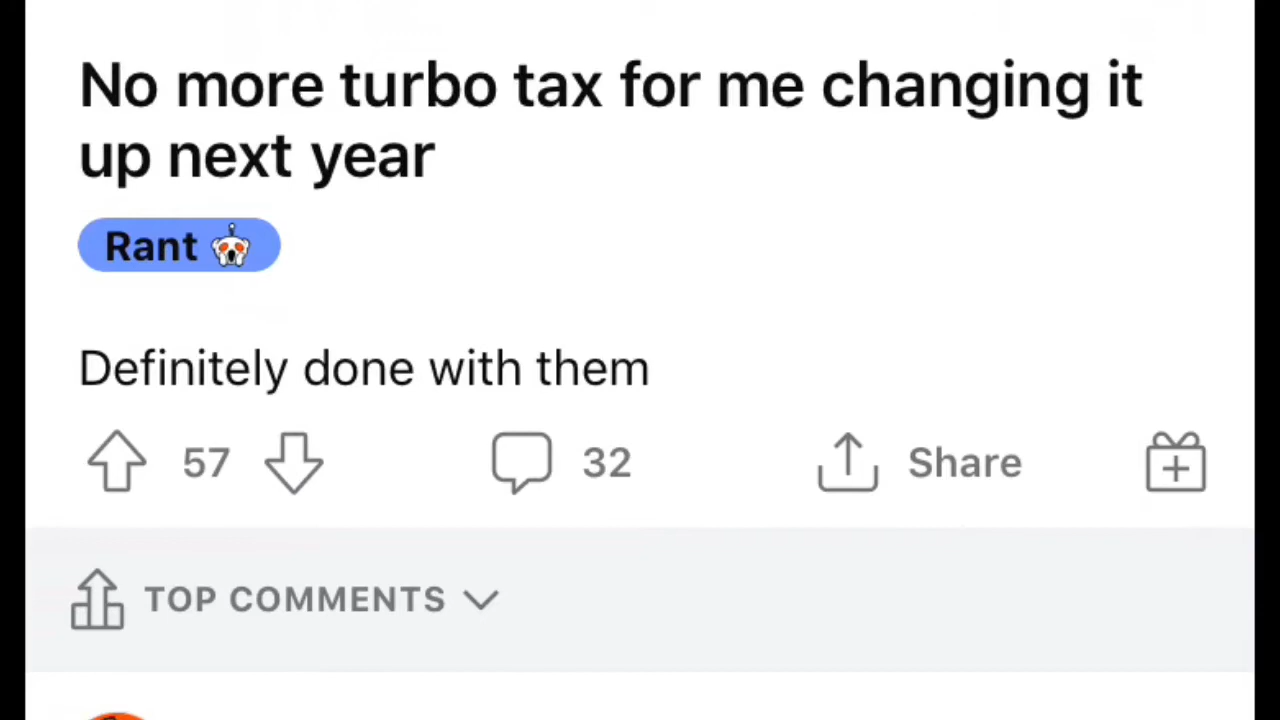 No more turbo tax for me changing it
up next year
Rant
Definitely done with them
57
32
Share
TOP COMMENTS